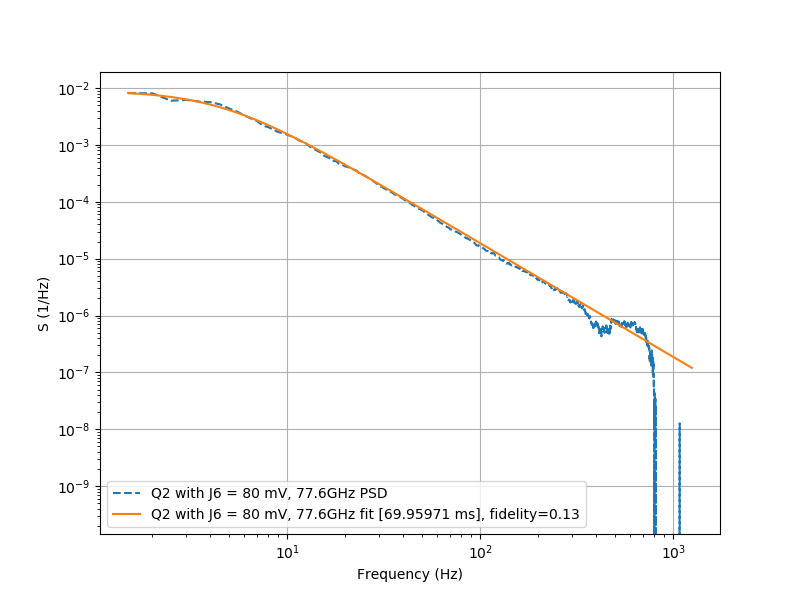 10⁻²
10⁻³
10⁻⁴
10⁻⁵
10⁻⁶
10⁻⁷
10⁻⁸
10⁻⁹
S (1/Hz)
Q2 with J6 = 80 mV, 77.6GHz PSD
Q2 with J6 = 80 mV, 77.6GHz fit [69.95971 ms], fidelity=0.13
10¹ 10² 10³
Frequency (Hz)